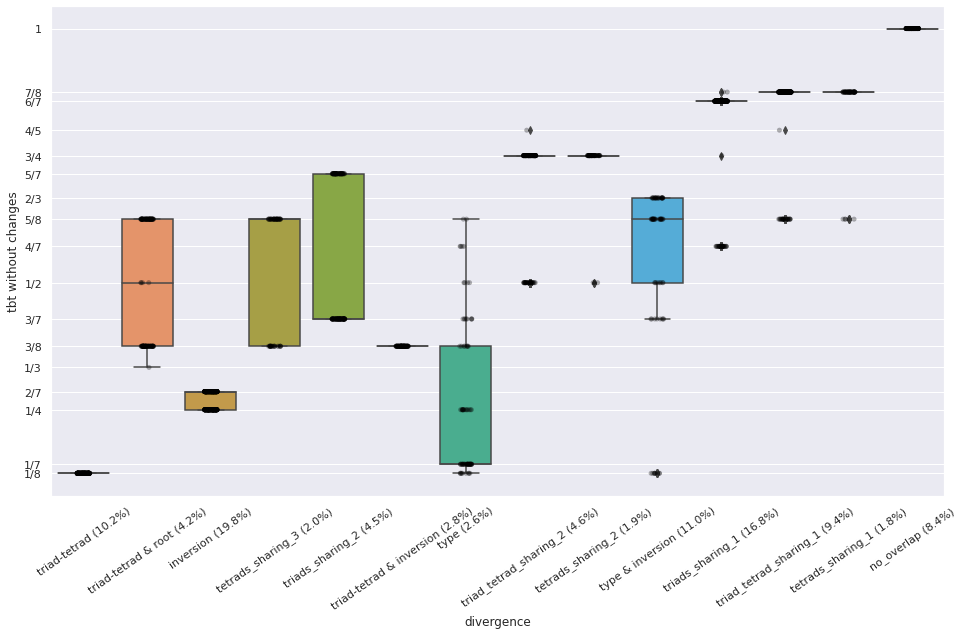 1
7/8
6/7
4/5
3/4
5/7
2/3
5/8
4/7
1/2
3/7
3/8
1/3
2/7
1/4
1/7
1/8
tbt without changes
triad-tetrad (10.2%)
triad-tetrad & root (4.2%)
inversion (19.8%)
tetrads_sharing_3 (2.0%)
triads_sharing_2 (4.5%)
triad-tetrad & inversion (2.8%)
type (2.6%)
triad_tetrad_sharing_2 (4.6%)
tetrads_sharing_2 (1.9%)
type & inversion (11.0%)
triads_sharing_1 (16.8%)
triad_tetrad_sharing_1 (9.4%)
tetrads_sharing_1 (1.8%)
no_overlap (8.4%)
divergence